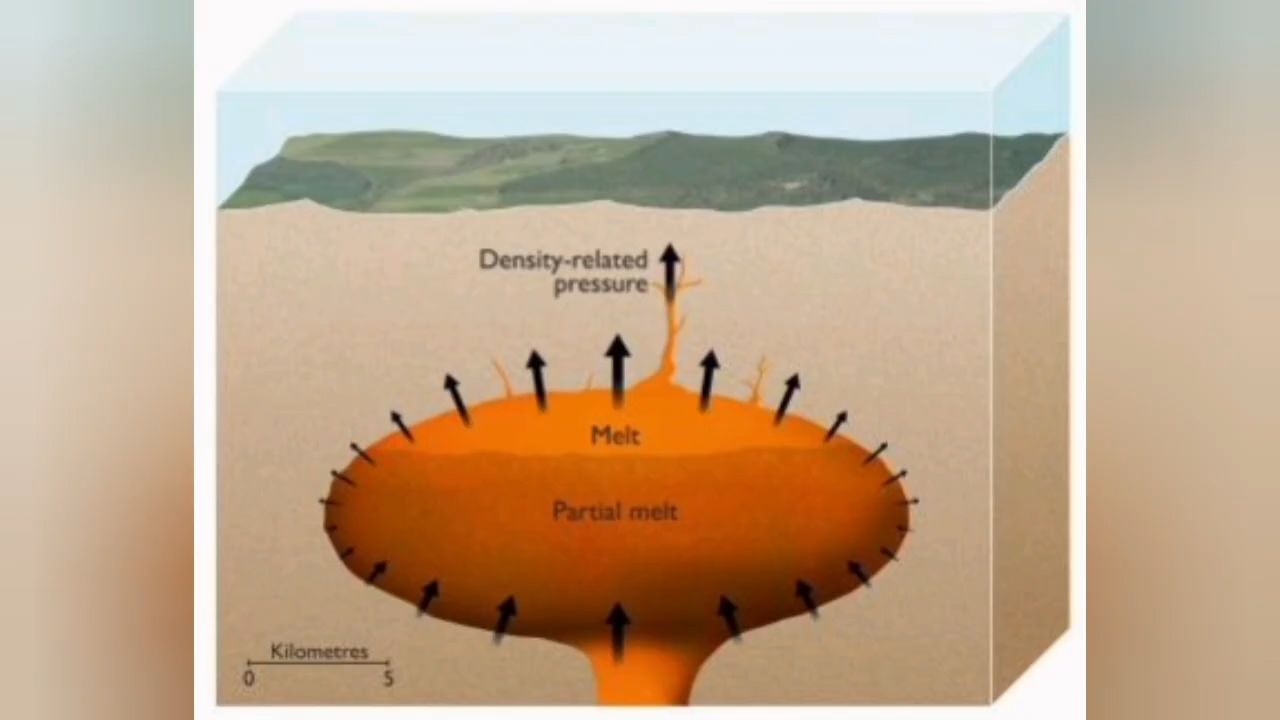 Density-related
pressure
Melt
Partial melt
Kilometres
0 5